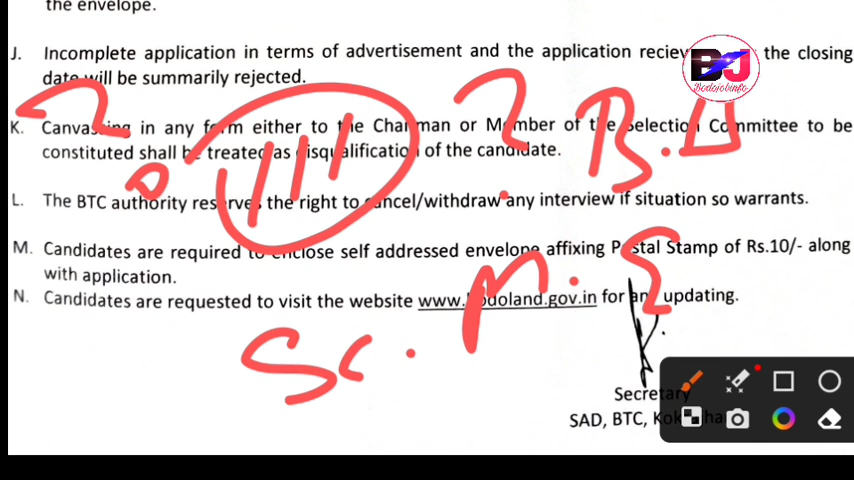 the envelope.
J. Incomplete application in terms of advertisement and the application the closing
date will be summarily rejected.
K. Canvassing in any form either to the Chairman or Member of the Selection Committee to be
constituted shall be treated as disqualification of the candidate.
L. The BTC authority reserves the right to cancel/withdraw any interview if situation so warrants.
M. Candidates are required to enclose self addressed envelope affixing Postal Stamp of Rs.10/- along
with application.
N. Candidates are requested to visit the website www.bodoland.gov.in for any updating.
Secretary
SAD, BTC,
BJ
Bodojobinfo
B.A
Sc. M.